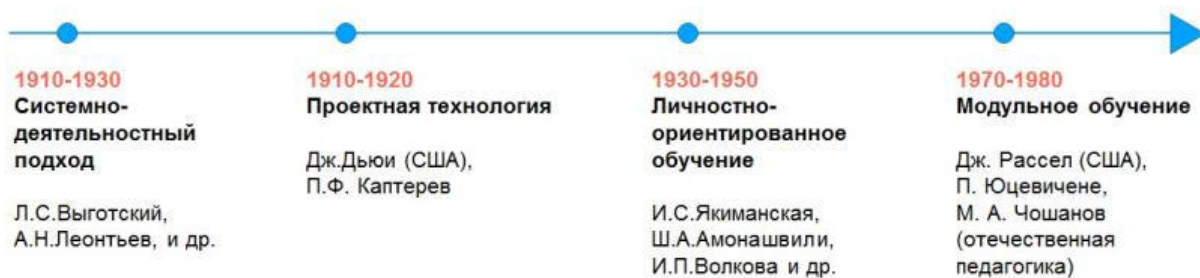 1910-1930
Системно-
деятельностный
подход
Л.С.Выготский,
А.Н.Леонтьев, и др.
1910-1920
Проектная технология
Дж.Дьюи (США),
П.Ф. Каптерев
1930-1950
Личностно-
ориентированное
обучение
И.С.Якиманская,
Ш.А.Амонашвили,
И.П.Волкова и др.
1970-1980
Модульное обучение
Дж. Рассел (США),
П. Юцевичене,
М. А. Чошанов
(отечественная
педагогика)